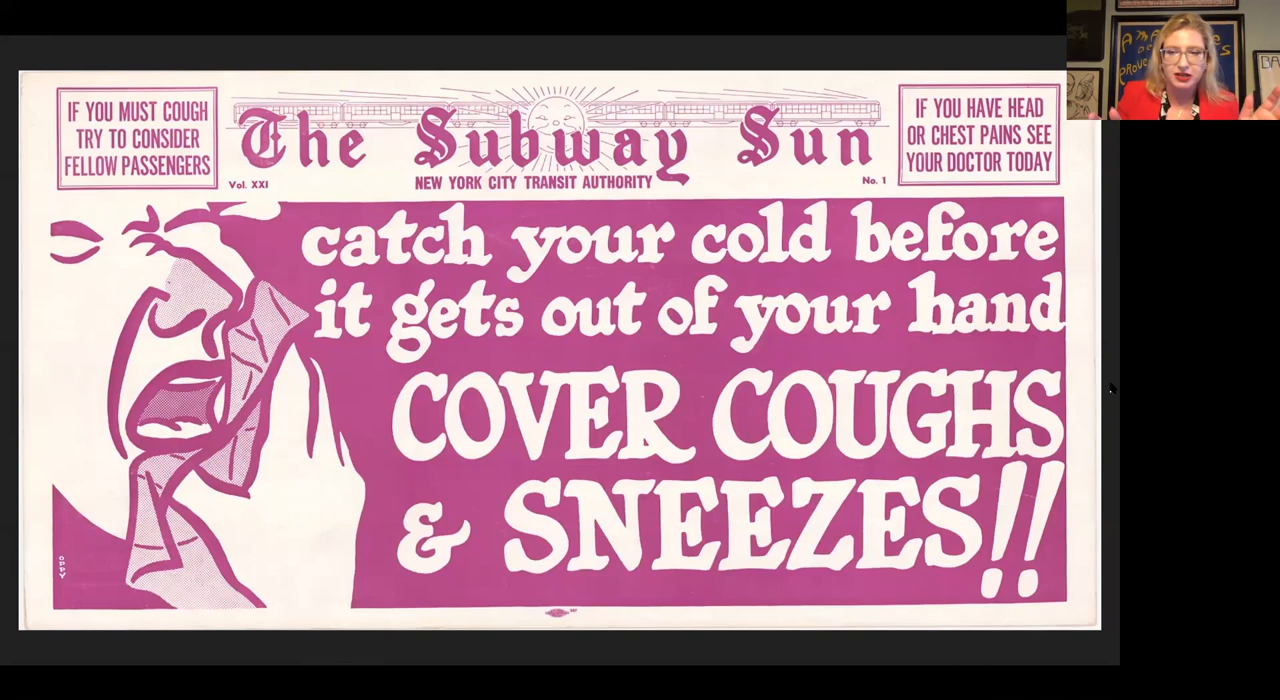 IF YOU MUST COUGH
TRY TO CONSIDER
FELLOW PASSENGERS
The Subway Sun
Vol. XXI
NEW YORK CITY TRANSIT AUTHORITY
No. 1
IF YOU HAVE HEAD
OR CHEST PAINS SEE
YOUR DOCTOR TODAY
catch your cold before
it gets out of your hand
COVER COUGHS
& SNEEZES!!
OPPY